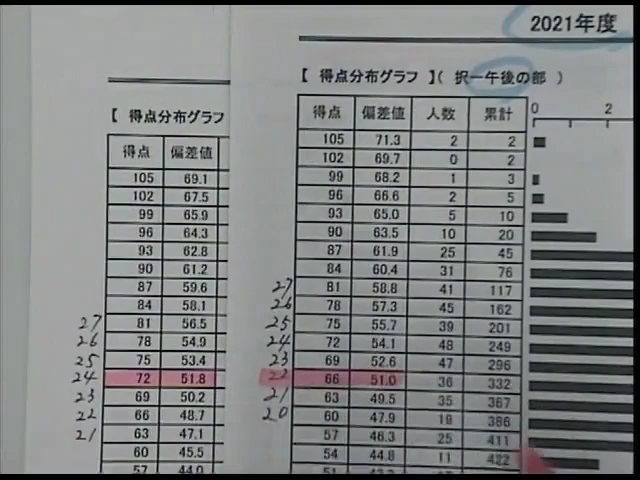 2021年度
【 得点分布グラフ 】( 択一午後の部 )
得点 偏差値 人数 累計 0 2
105 71.3 2 2
102 69.7 0 2
99 68.2 1 3
96 66.6 2 5
93 65.0 5 10
90 63.5 10 20
87 61.9 25 45
84 60.4 31 76
27 81 58.8 41 117
26 78 57.3 45 162
25 75 55.7 39 201
24 72 54.1 48 249
23 69 52.6 47 296
22 66 51.0 36 332
21 63 49.5 35 367
20 60 47.9 19 386
57 46.3 25 411
54 44.8 11 422
【 得点分布グラフ
得点 偏差値
105 69.1
102 67.5
99 65.9
96 64.3
93 62.8
90 61.2
87 59.6
84 58.1
27 81 56.5
26 78 54.9
25 75 53.4
24 72 51.8
23 69 50.2
22 66 48.7
21 63 47.1
60 45.5
57 44.0